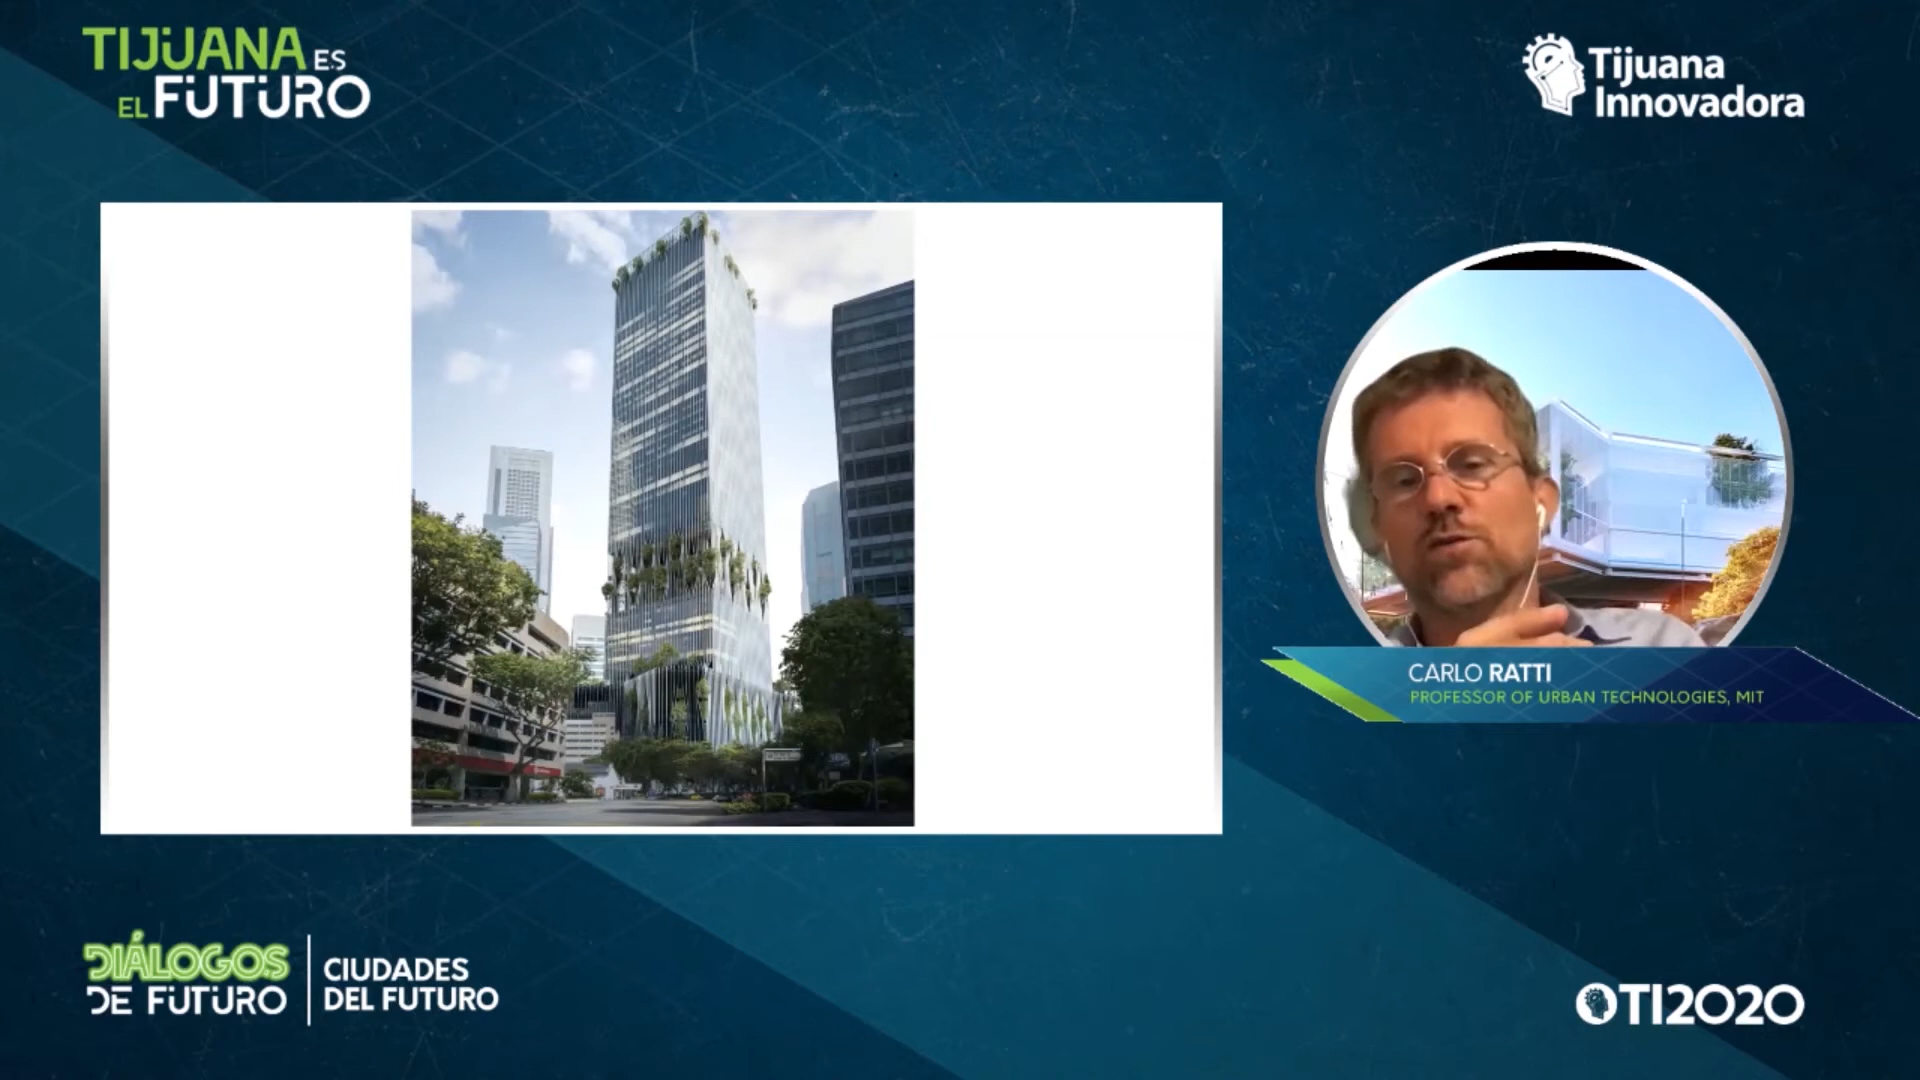 TIJUANA ES
EL FUTURO
Tijuana
Innovadora
CARLO RATTI
PROFESSOR OF URBAN TECHNOLOGIES, MIT
DIÁLOGOS
DE FUTURO
CIUDADES
DEL FUTURO
TI2020